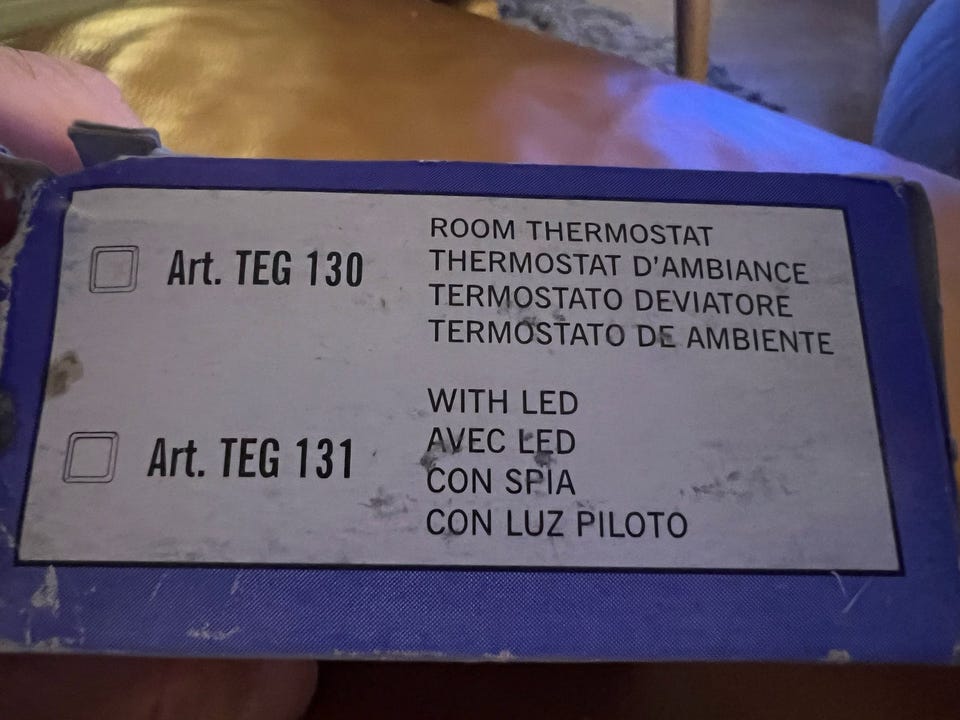 Art. TEG 130
ROOM THERMOSTAT
THERMOSTAT D'AMBIANCE
TERMOSTATO DEVIATORE
TERMOSTATO DE AMBIENTE
Art. TEG 131
WITH LED
AVEC LED
CON SPIA
CON LUZ PILOTO